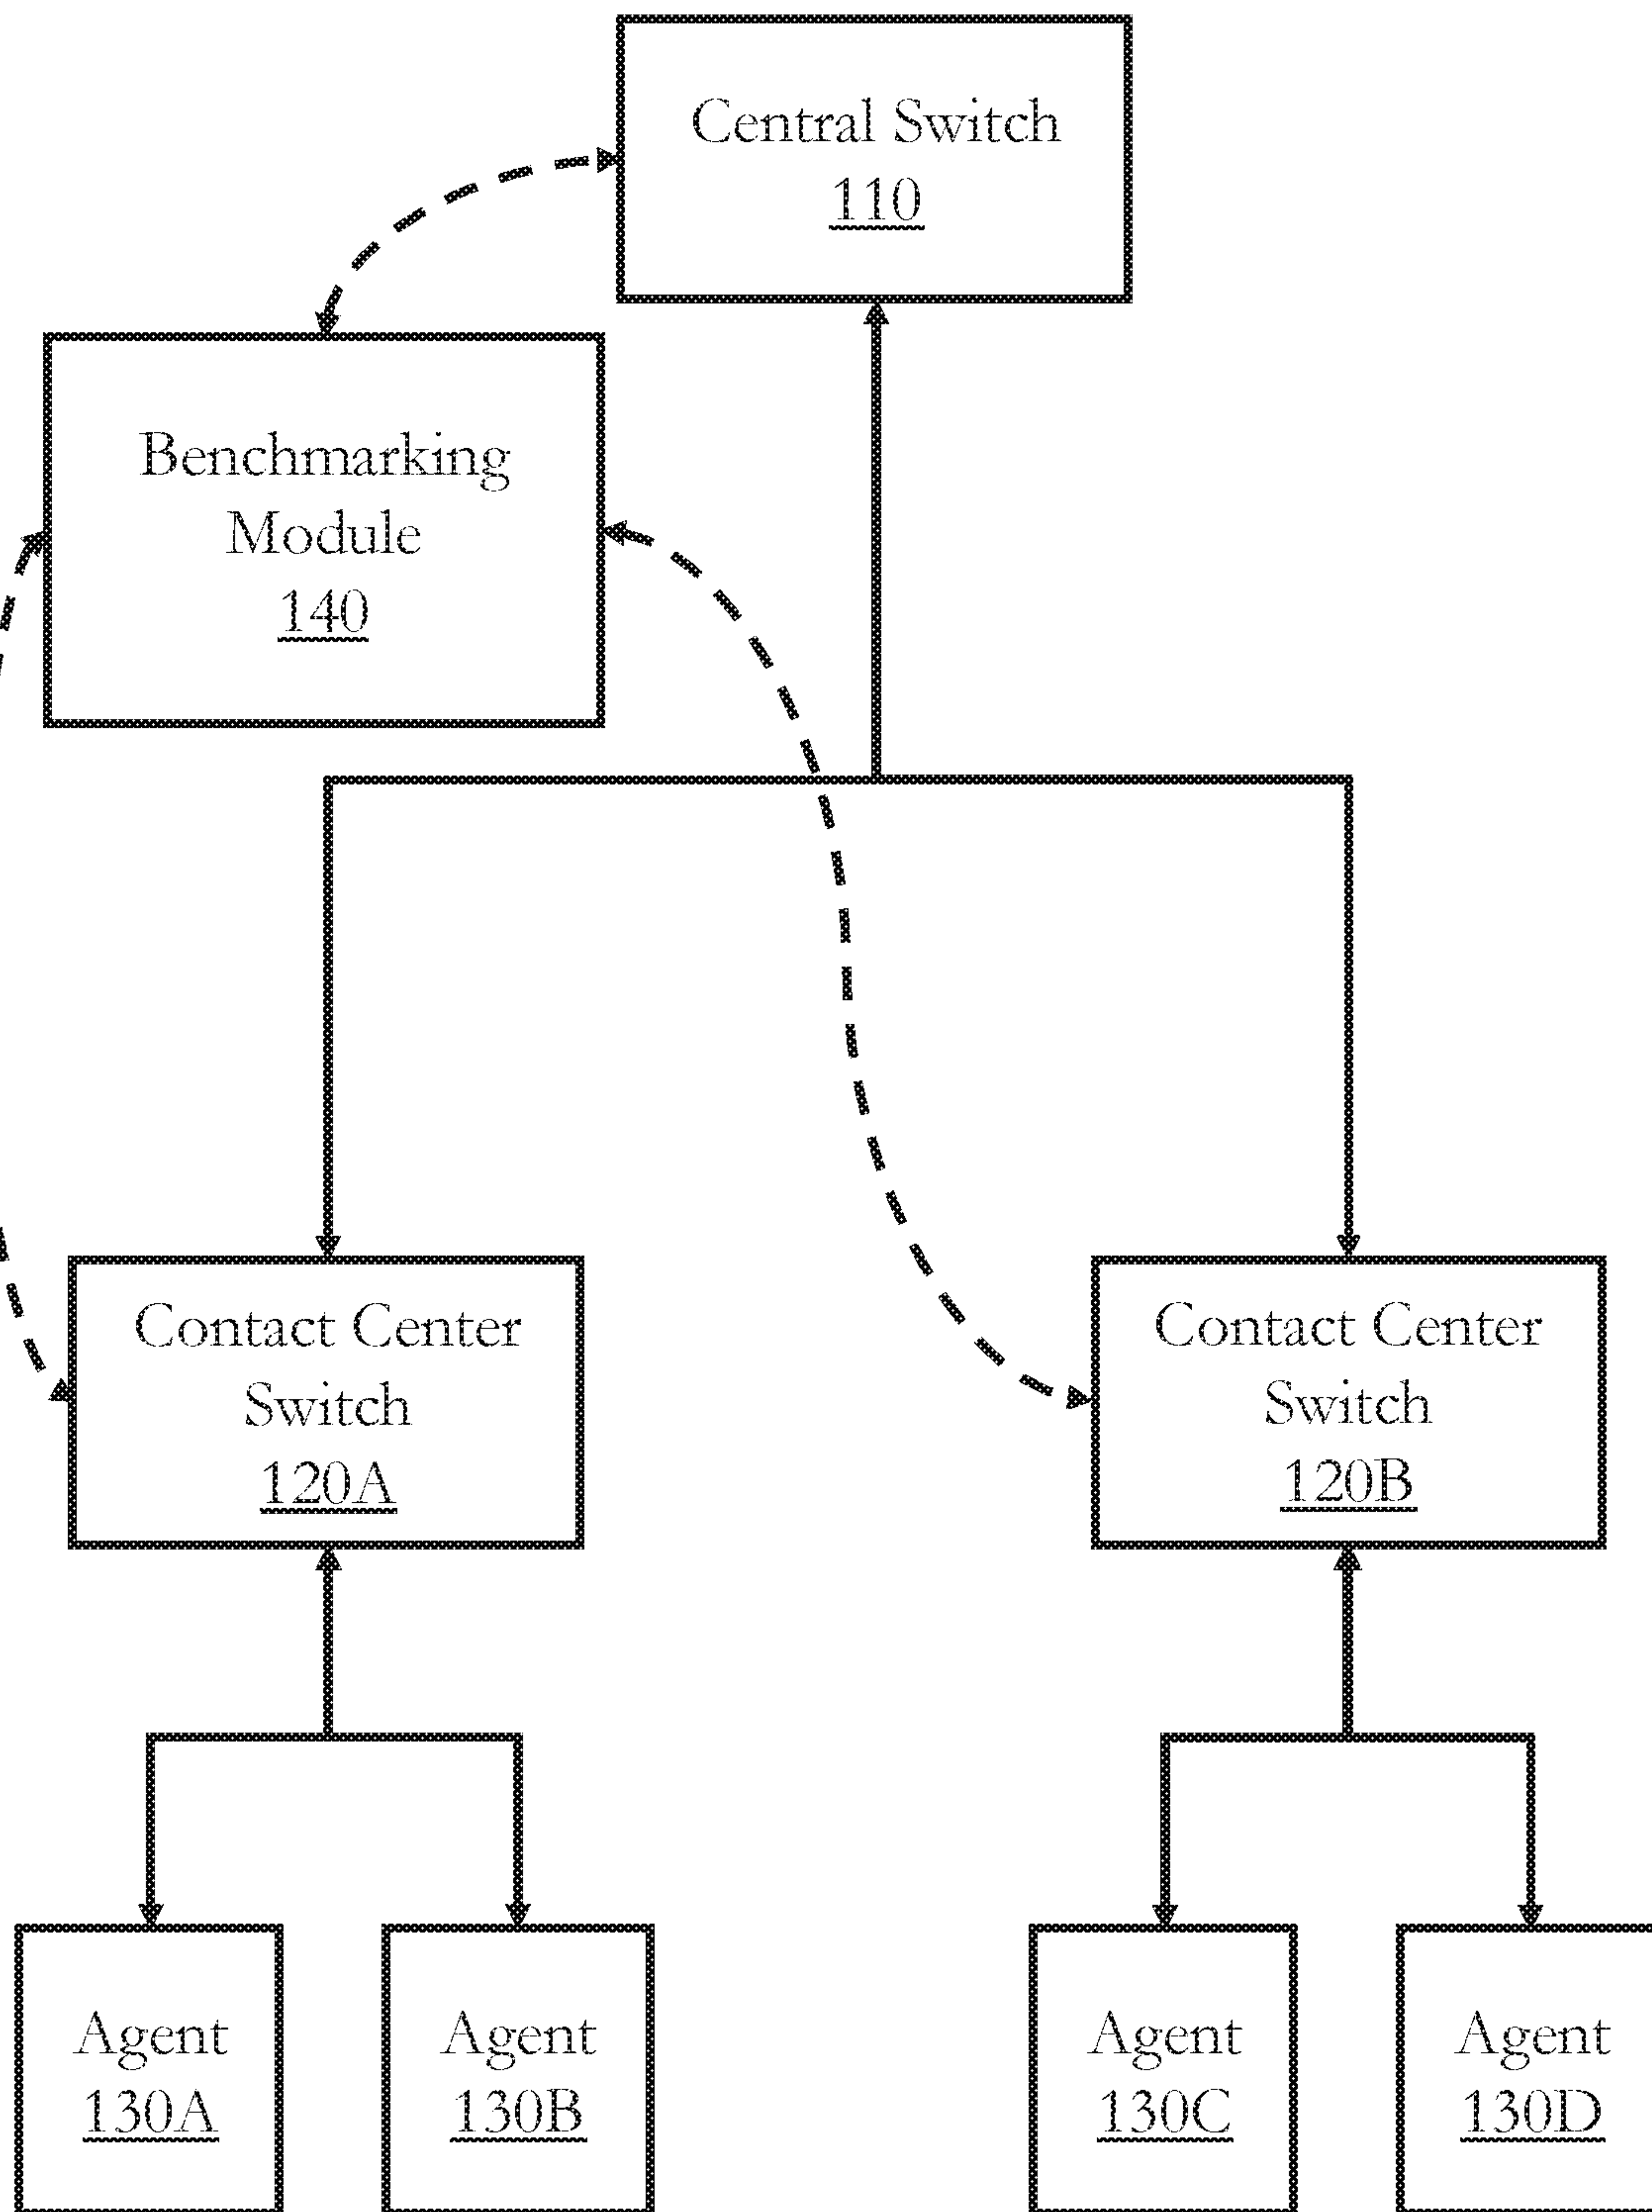 Central Switch
110
Benchmarking
Module
140
Contact Center
Switch
120A
Contact Center
Switch
120B
Agent
130A
Agent
130B
Agent
130C
Agent
130D